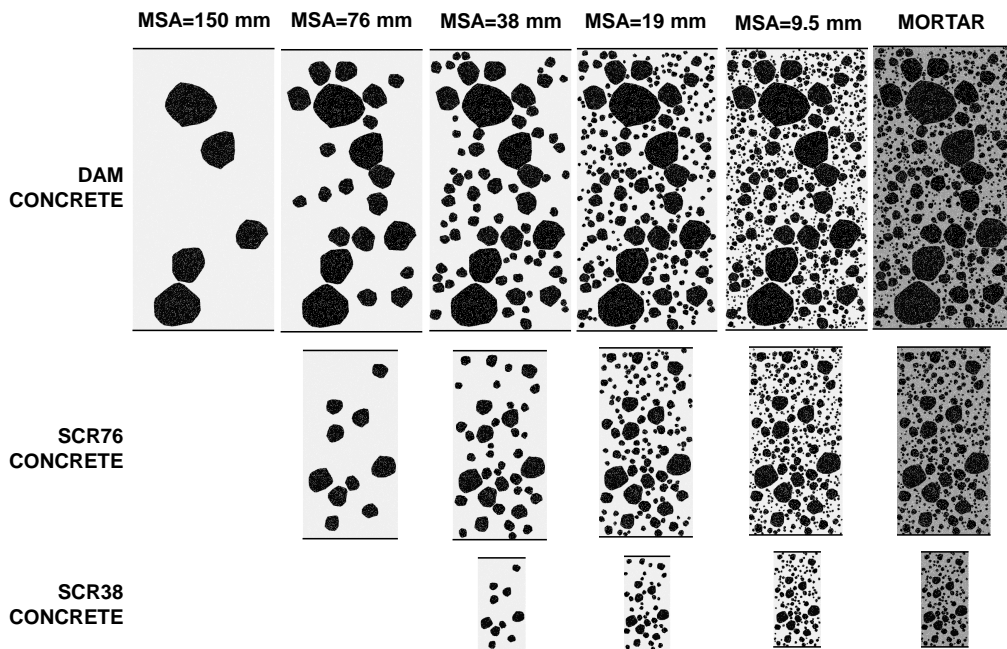 MSA=150 mm MSA=76 mm MSA=38 mm MSA=19 mm MSA=9.5 mm MORTAR
DAM
CONCRETE
SCR76
CONCRETE
SCR38
CONCRETE